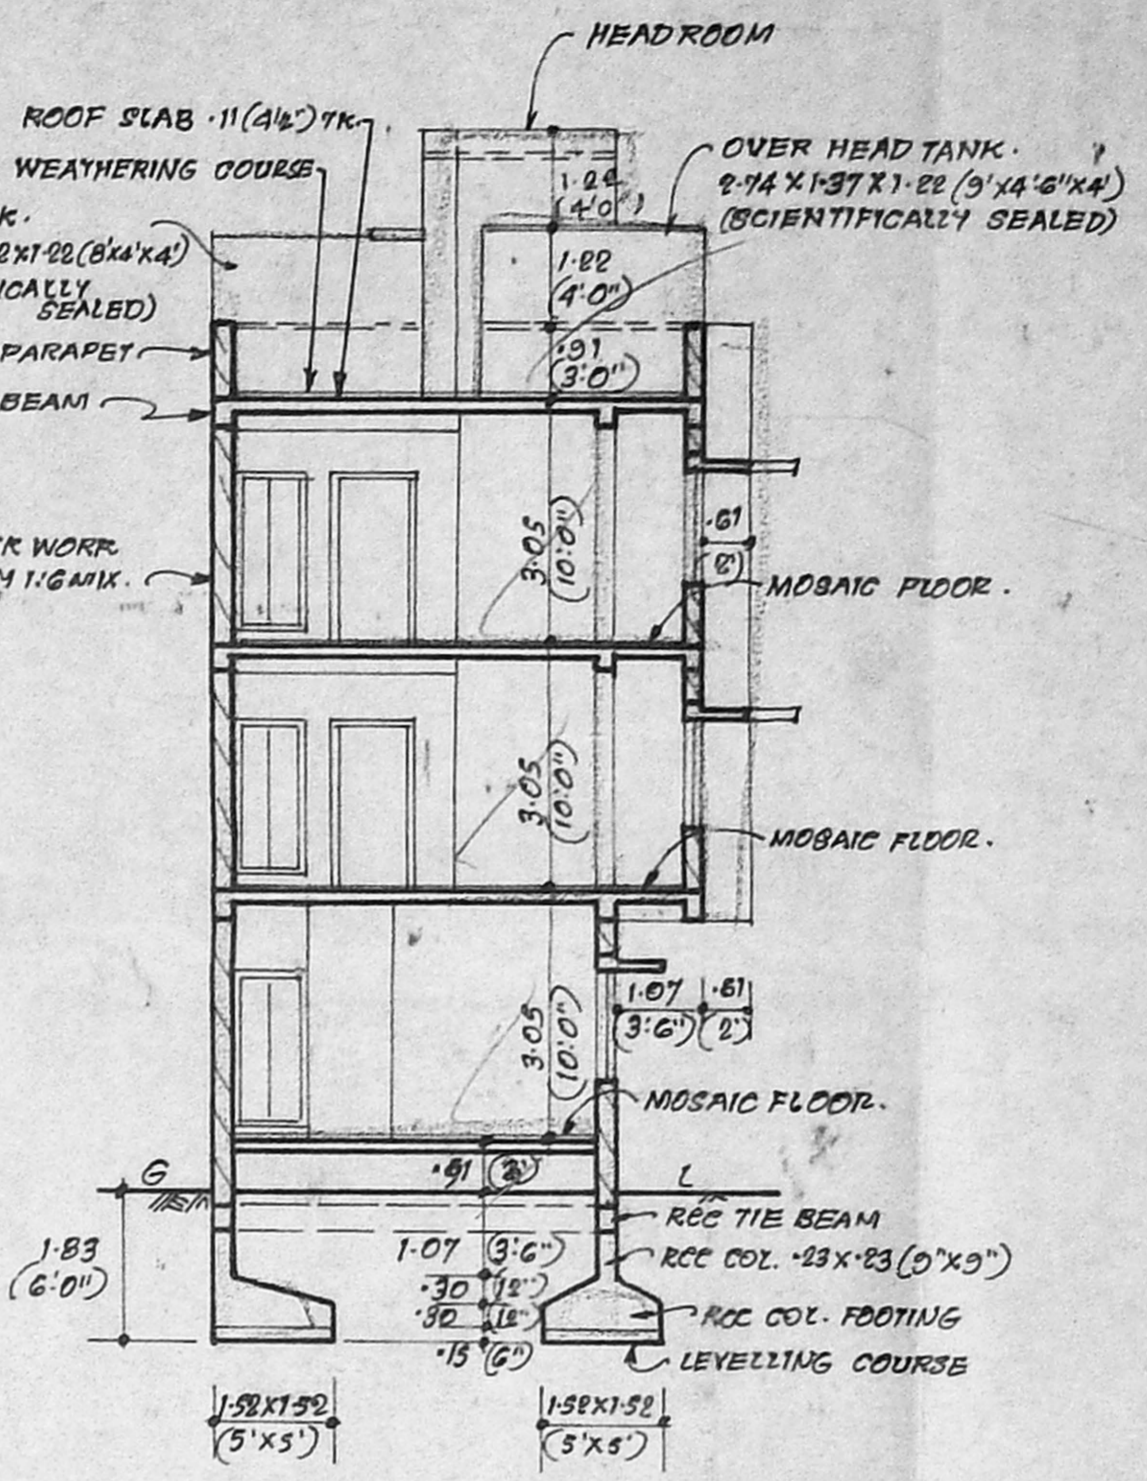 HEAD ROOM
ROOF SLAB .11(4½") TK.
WEATHERING COURSE
OVER HEAD TANK.
2.74 X 1.37 X 1.22 (9'X4'6"X4')
(SCIENTIFICALLY SEALED)
K.
2X1.22(8'X4'X4')
ICALLY
SEALED)
PARAPET
BEAM
1.22
(4'0")
1.22
(4'0")
.91
(3'0")
K WORK
M 1:6 MIX.
3.05
(10'0")
.61
(2')
MOSAIC FLOOR.
3.05
(10'0")
MOSAIC FLOOR.
3.05
(10'0")
1.07 .61
(3'6") (2')
MOSAIC FLOOR.
G
L
.61 (2')
RCC TIE BEAM
1.83
(6'0")
1.07 (3'6")
RCC COL. .23 X .23 (9"X9")
.30 (12")
.30 (12")
RCC COL. FOOTING
.15 (6")
LEVELLING COURSE
1.52X1.52
(5'X5')
1.52X1.52
(5'X5')